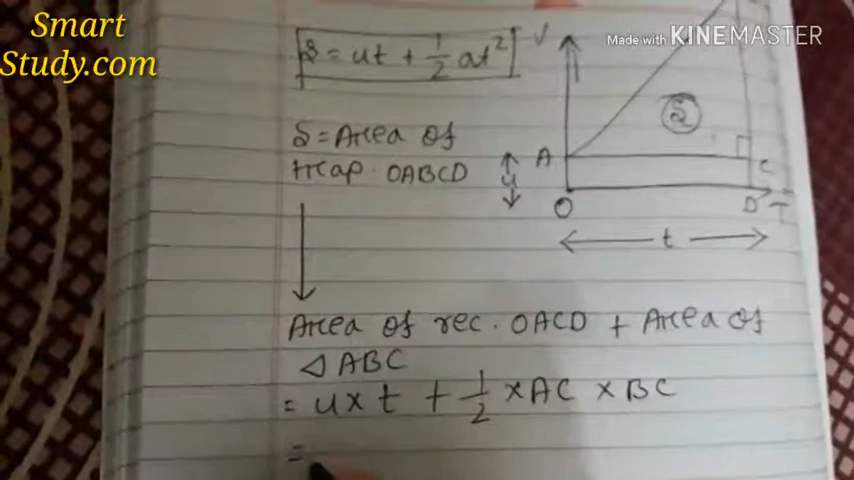 Smart
Study.com
Made with KINEMASTER
S = ut + 1/2 at²
V
S = Area of
trap. OABCD
S
A
u
C
O
D
T
t
Area of rec. OACD + Area of
△ ABC
= u x t + 1/2 x AC x BC
=